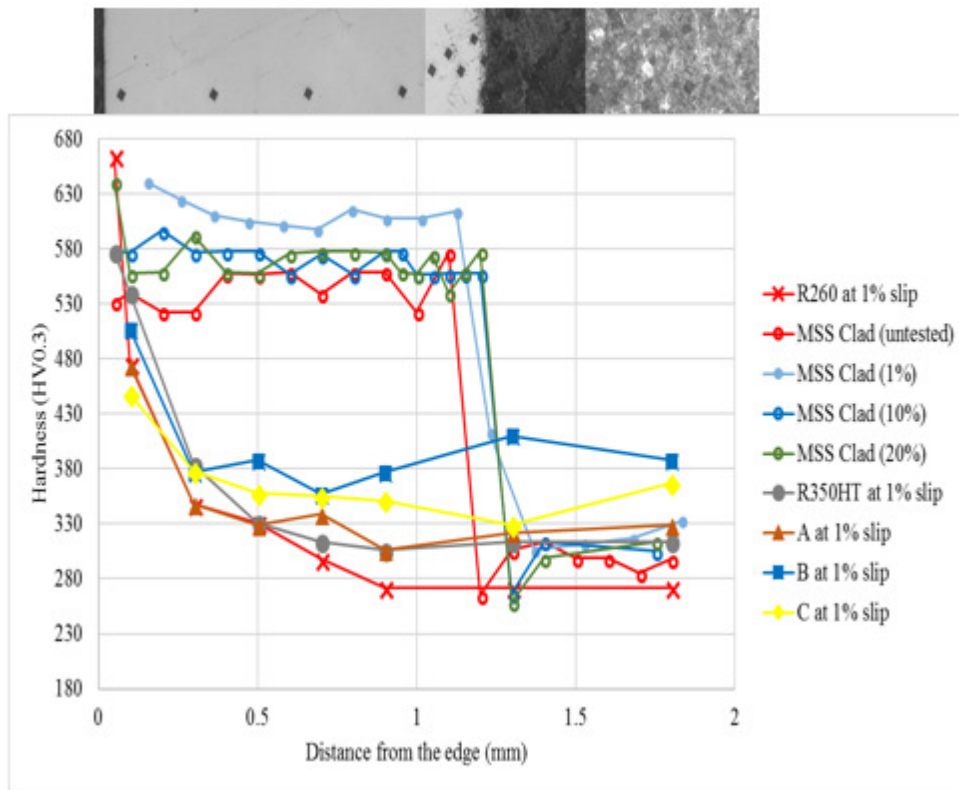 680
630
580
530
480
430
380
330
280
230
180
Hardness (HV0.3)
0
0.5
1
1.5
2
Distance from the edge (mm)
R260 at 1% slip
MSS Clad (untested)
MSS Clad (1%)
MSS Clad (10%)
MSS Clad (20%)
R350HT at 1% slip
A at 1% slip
B at 1% slip
C at 1% slip